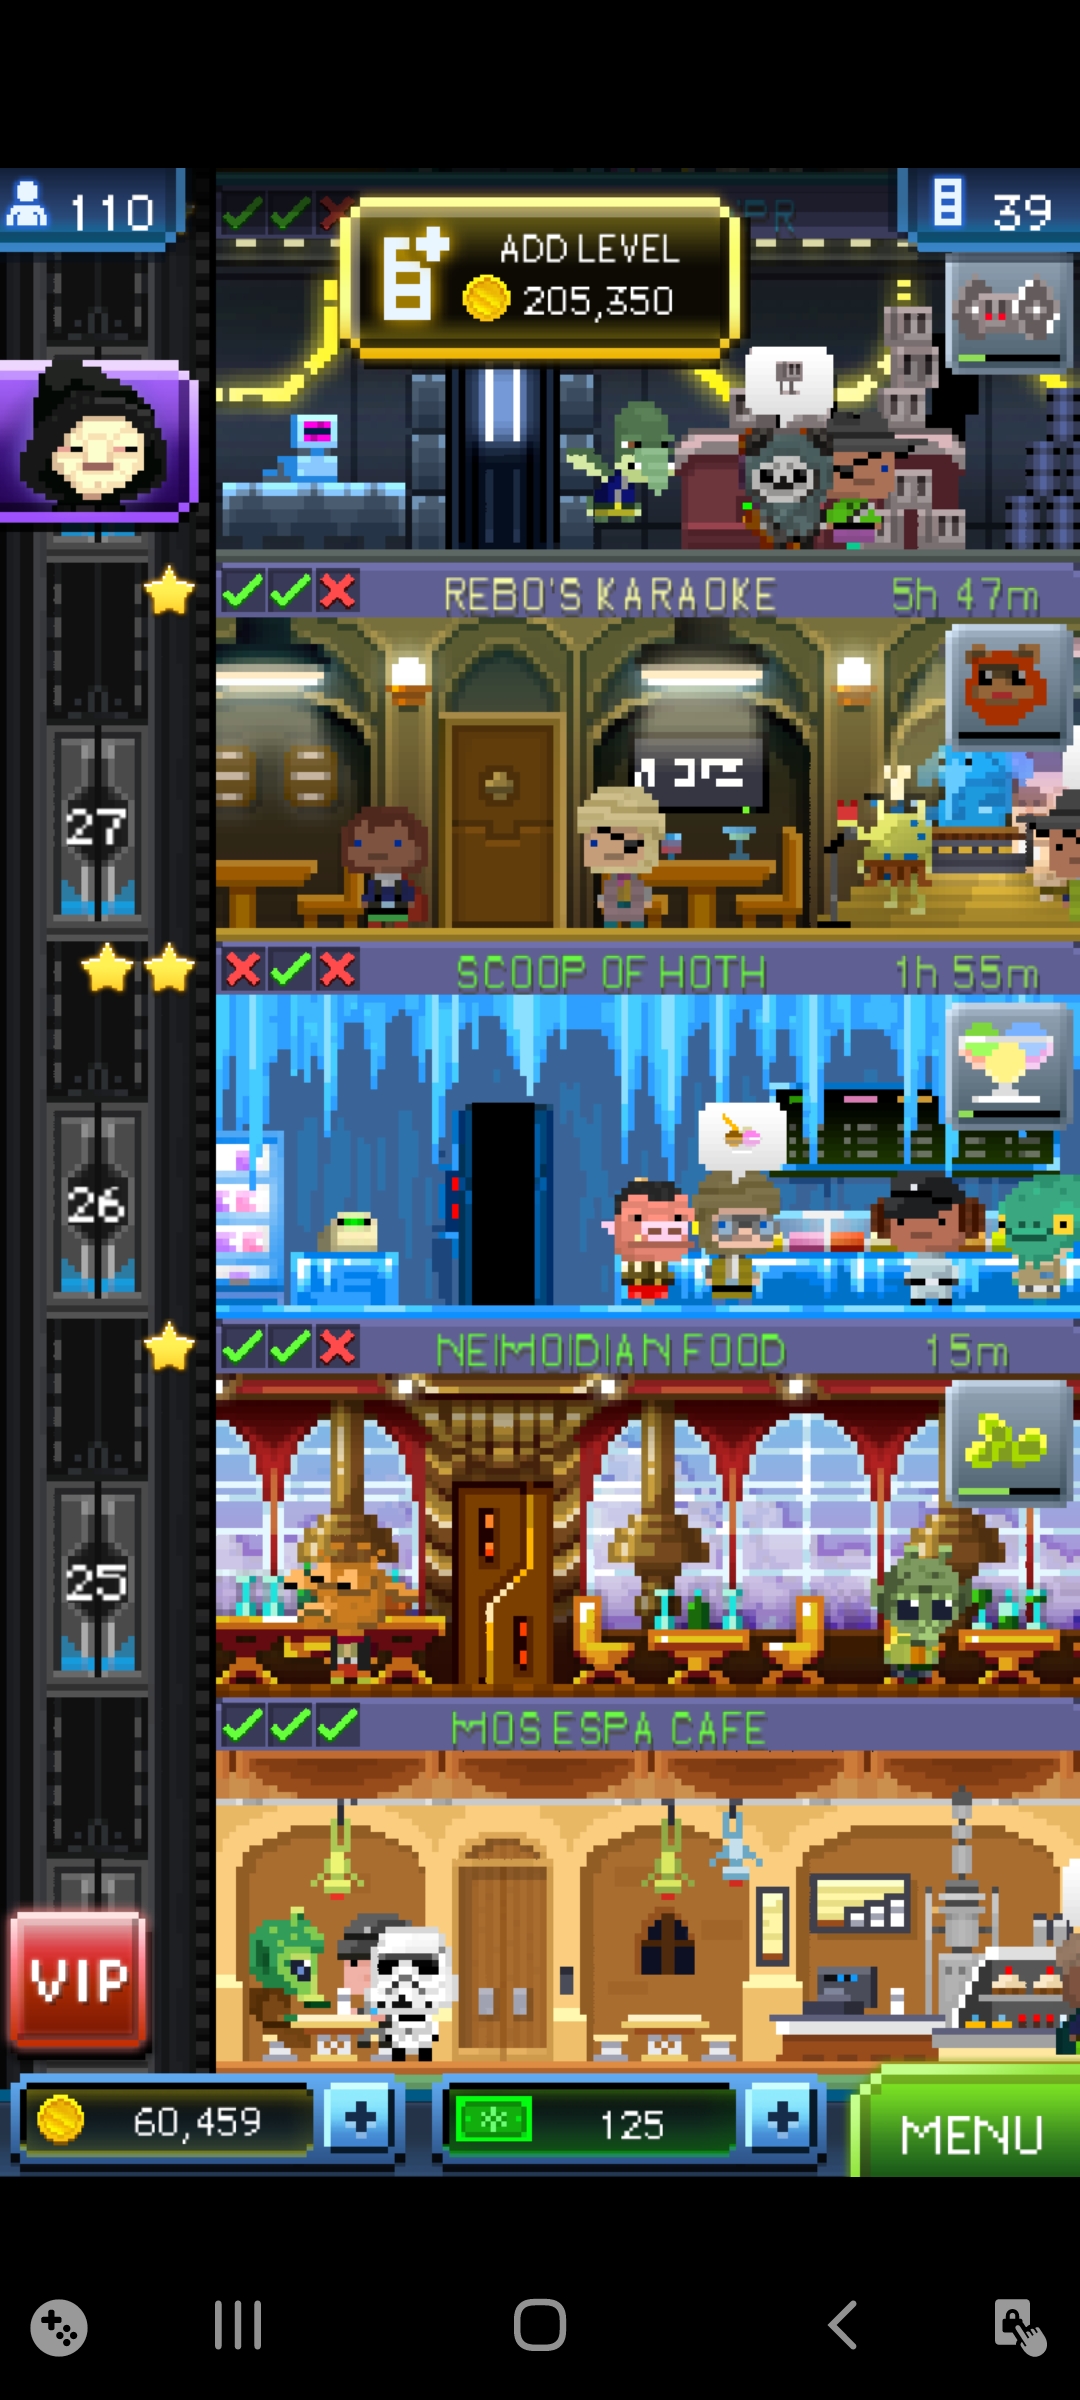 110
39
ADD LEVEL
205,350
REBO'S KARAOKE 5h 47m
27
SCOOP OF HOTH 1h 55m
26
NEIMOIDIAN FOOD 15m
25
MOS ESPA CAFE
VIP
60,459 + 125 + MENU